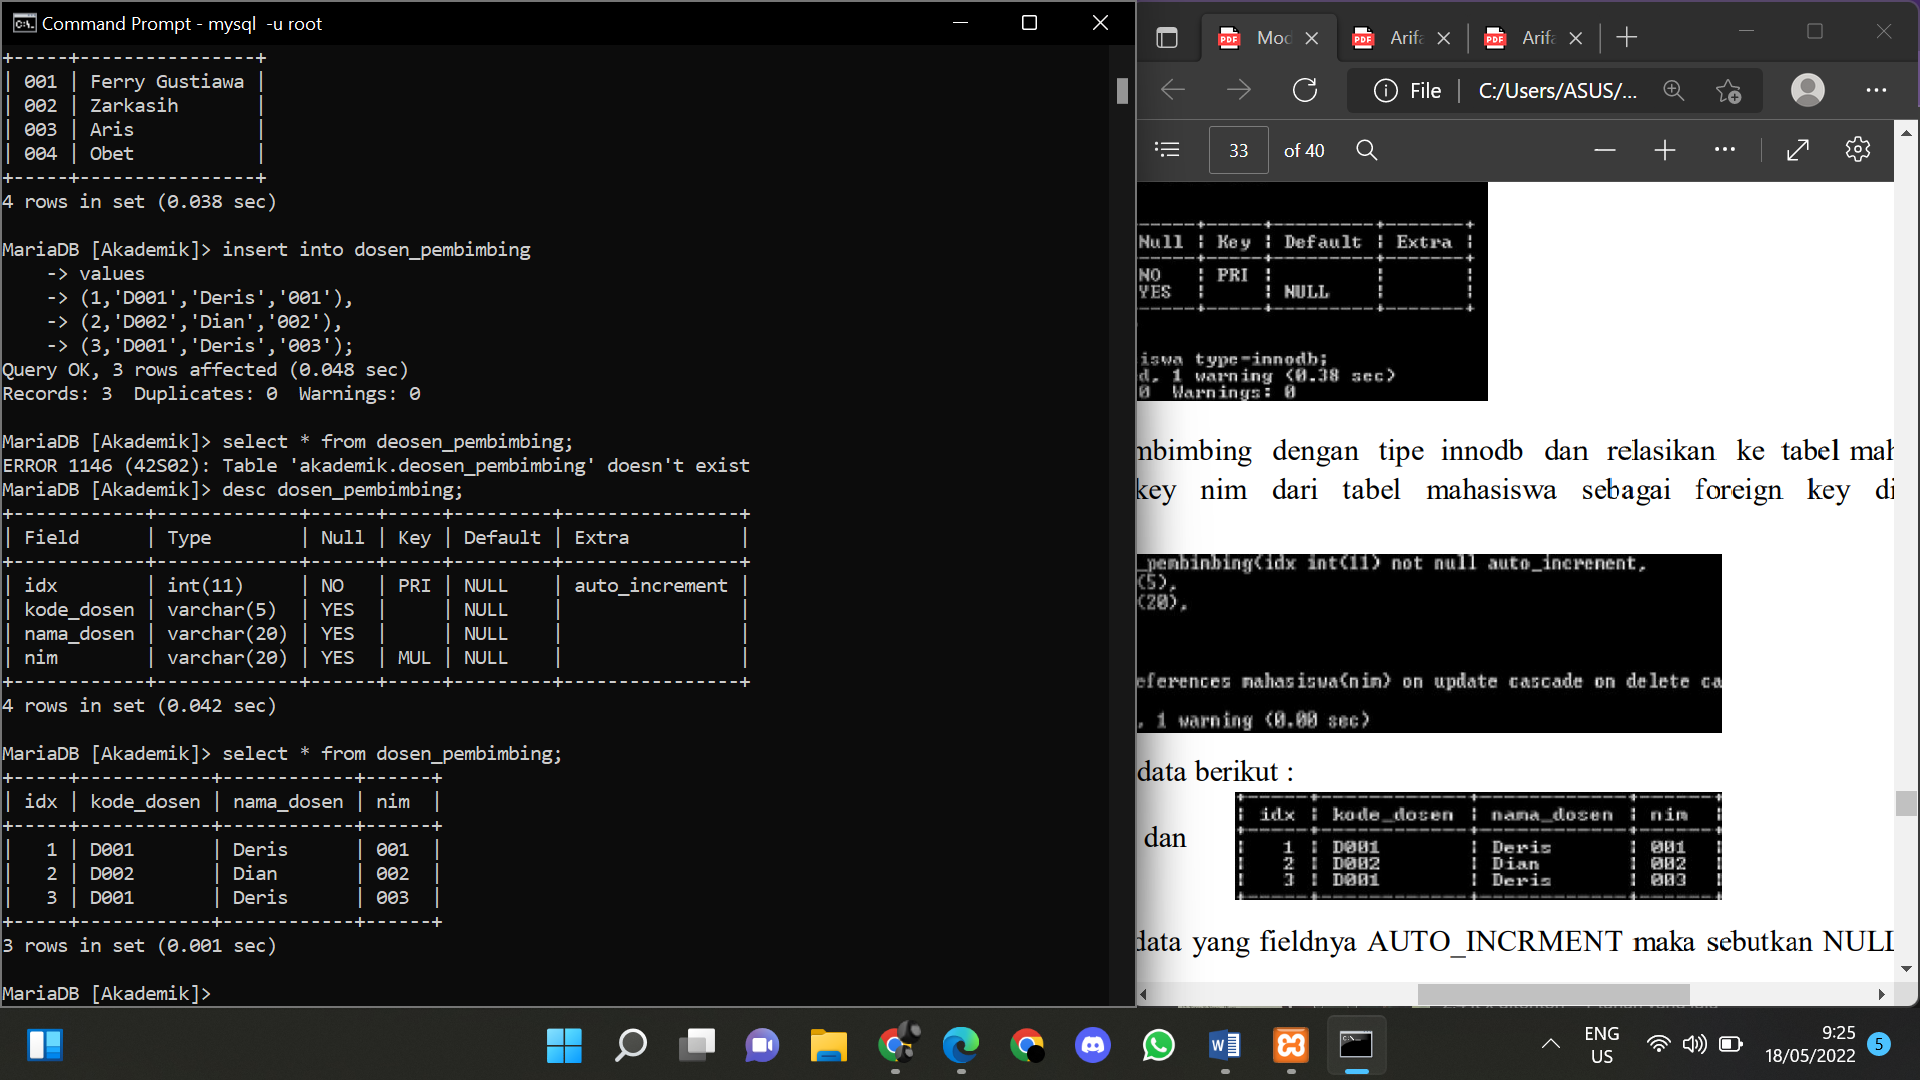 Command Prompt - mysql  -u root
+-----+----------------+
| 001 | Ferry Gustiawa |
| 002 | Zarkasih       |
| 003 | Aris           |
| 004 | Obet           |
+-----+----------------+
4 rows in set (0.038 sec)
MariaDB [Akademik]> insert into dosen_pembimbing
    -> values
    -> (1,'D001','Deris','001'),
    -> (2,'D002','Dian','002'),
    -> (3,'D001','Deris','003');
Query OK, 3 rows affected (0.048 sec)
Records: 3  Duplicates: 0  Warnings: 0
MariaDB [Akademik]> select * from deosen_pembimbing;
ERROR 1146 (42S02): Table 'akademik.deosen_pembimbing' doesn't exist
MariaDB [Akademik]> desc dosen_pembimbing;
+-------------+-------------+------+-----+---------+----------------+
| Field       | Type        | Null | Key | Default | Extra          |
+-------------+-------------+------+-----+---------+----------------+
| idx         | int(11)     | NO   | PRI | NULL    | auto_increment |
| kode_dosen  | varchar(5)  | YES  |     | NULL    |                |
| nama_dosen  | varchar(20) | YES  |     | NULL    |                |
| nim         | varchar(20) | YES  | MUL | NULL    |                |
+-------------+-------------+------+-----+---------+----------------+
4 rows in set (0.042 sec)
MariaDB [Akademik]> select * from dosen_pembimbing;
+-----+------------+------------+------+
| idx | kode_dosen | nama_dosen | nim  |
+-----+------------+------------+------+
|   1 | D001       | Deris      | 001  |
|   2 | D002       | Dian       | 002  |
|   3 | D001       | Deris      | 003  |
+-----+------------+------------+------+
3 rows in set (0.001 sec)
MariaDB [Akademik]>
PDF Mod PDF Arifa PDF Arifa
File C:/Users/ASUS/...
33 of 40
Null | Key | Default | Extra |
NO | PRI | | |
YES | | NULL | |
iswa type=innodb;
d, 1 warning (0.38 sec)
0  Warnings: 0
mbimbing dengan tipe innodb dan relasikan ke tabel mah
key nim dari tabel mahasiswa sebagai foreign key di
_pembimbing(idx int(11) not null auto_increment,
(5),
(20),
eferences mahasiswa(nim) on update cascade on delete ca
, 1 warning (0.00 sec)
data berikut :
dan
| idx | kode_dosen | nama_dosen | nim |
| 1 | D001 | Deris | 001 |
| 2 | D002 | Dian | 002 |
| 3 | D001 | Deris | 003 |
data yang fieldnya AUTO_INCRMENT maka sebutkan NULL
ENG
US
9:25
18/05/2022
5